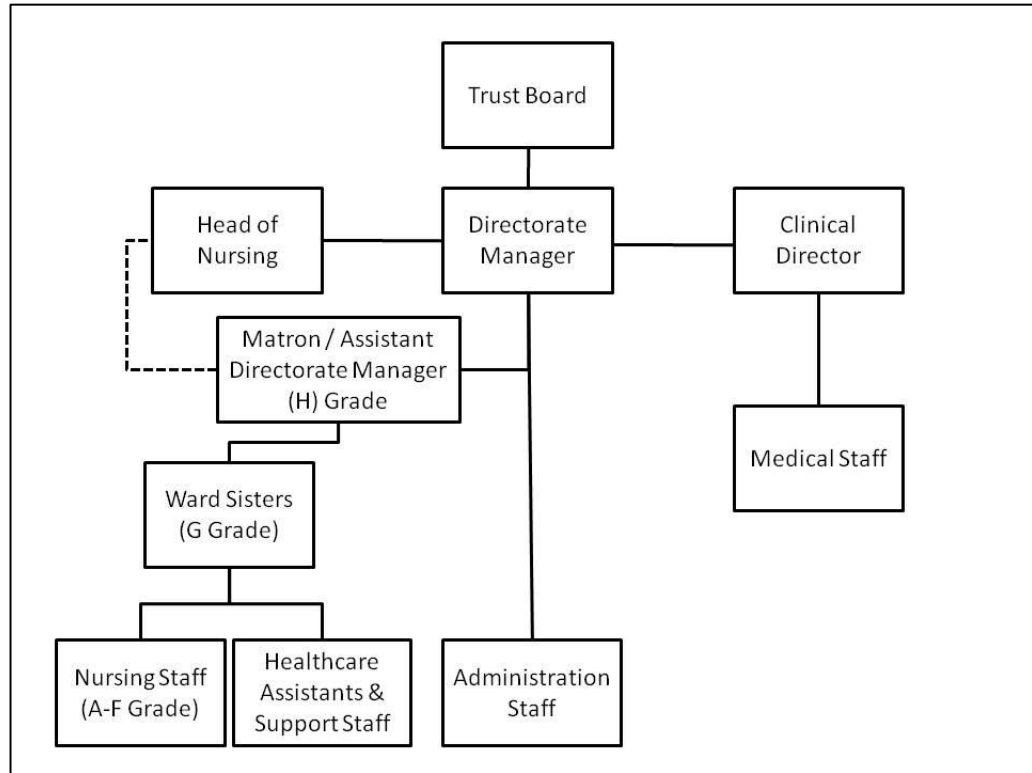 Trust Board
Head of
Nursing
Directorate
Manager
Clinical
Director
Matron / Assistant
Directorate Manager
(H) Grade
Medical Staff
Ward Sisters
(G Grade)
Nursing Staff
(A-F Grade)
Healthcare
Assistants &
Support Staff
Administration
Staff